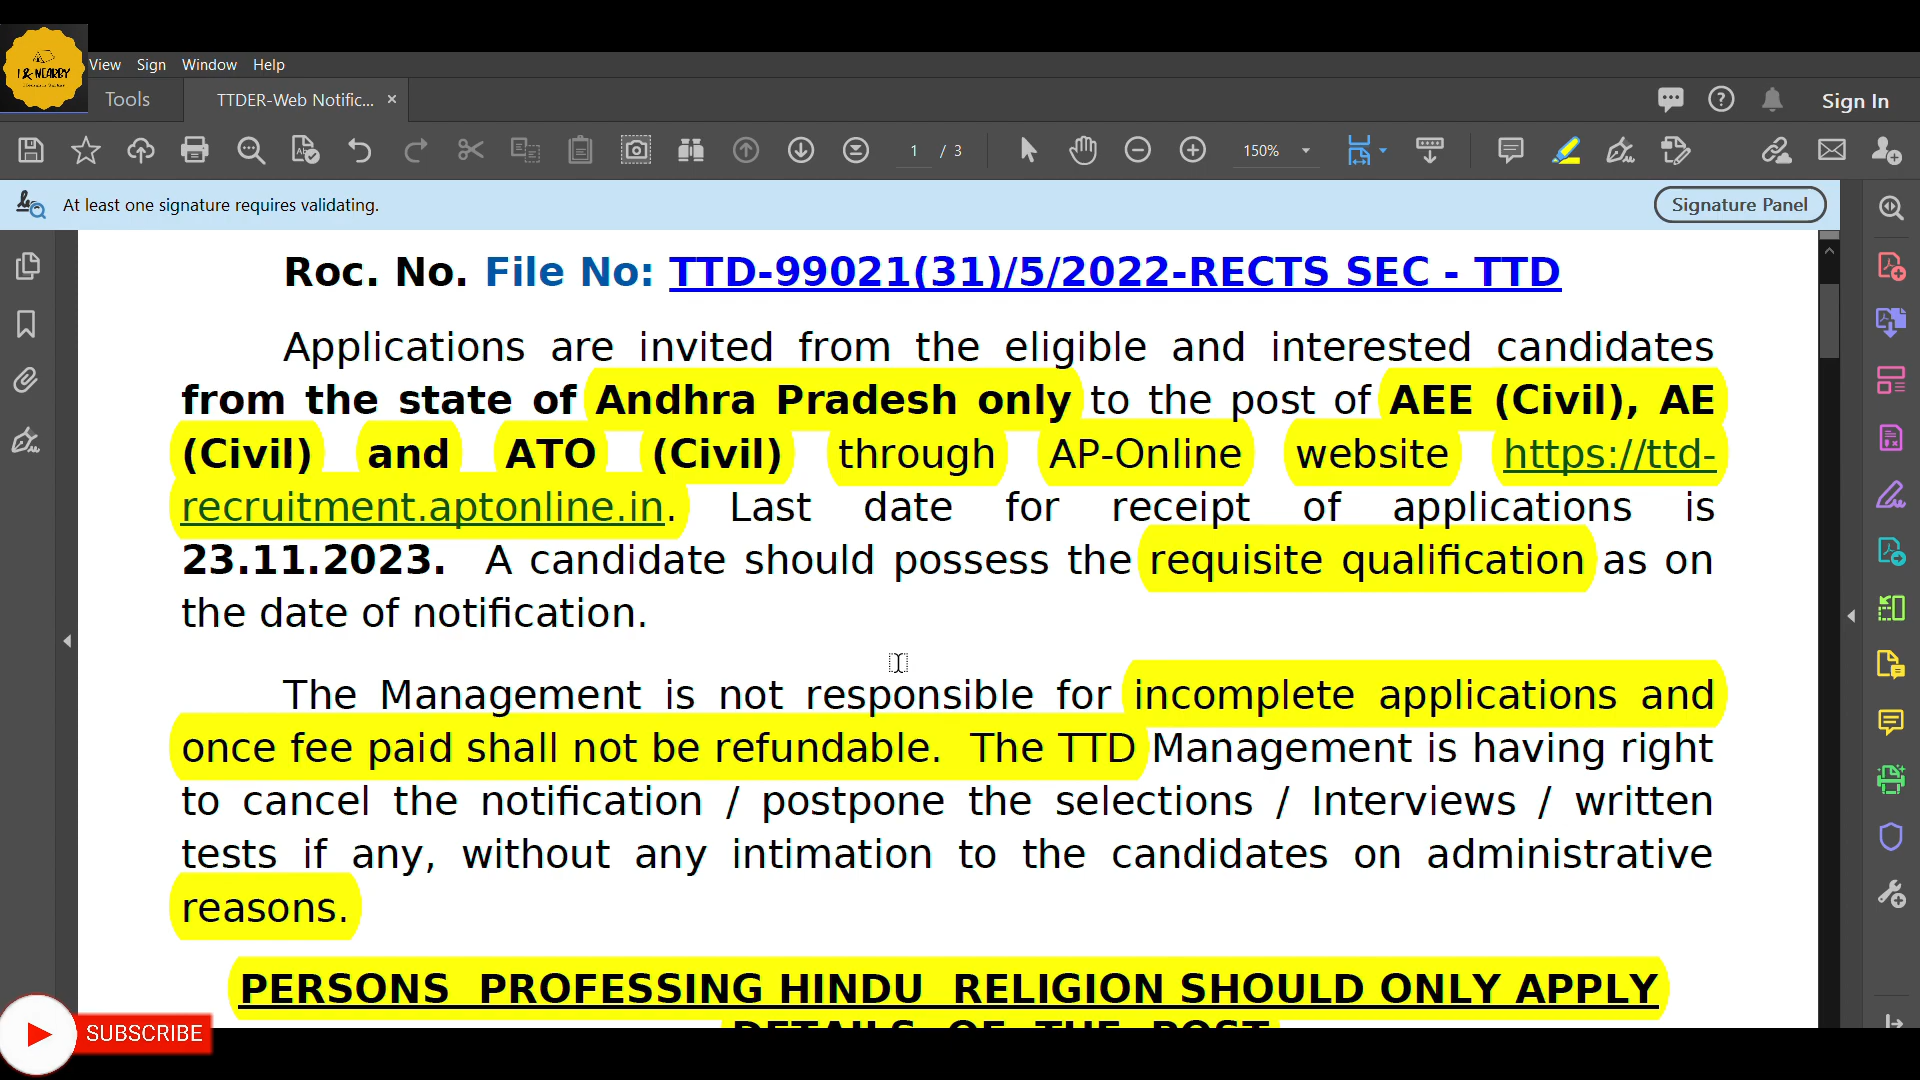 I & NEARBY
View Sign Window Help
Tools TTDER-Web Notific... × Sign In
1 / 3 150%
At least one signature requires validating. Signature Panel
Roc. No. File No: TTD-99021(31)/5/2022-RECTS SEC - TTD
Applications are invited from the eligible and interested candidates
from the state of Andhra Pradesh only to the post of AEE (Civil), AE
(Civil) and ATO (Civil) through AP-Online website https://ttd-
recruitment.aptonline.in. Last date for receipt of applications is
23.11.2023. A candidate should possess the requisite qualification as on
the date of notification.
The Management is not responsible for incomplete applications and
once fee paid shall not be refundable. The TTD Management is having right
to cancel the notification / postpone the selections / Interviews / written
tests if any, without any intimation to the candidates on administrative
reasons.
PERSONS PROFESSING HINDU RELIGION SHOULD ONLY APPLY
DETAILS OF THE POST
SUBSCRIBE